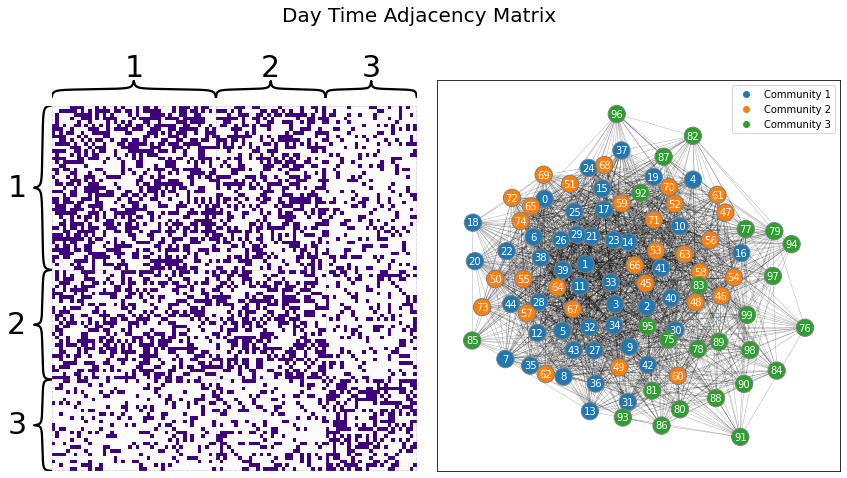 Day Time Adjacency Matrix
1 2 3
1
2
3
Community 1
Community 2
Community 3
96
82
37
87
24 68
69 51 19 4
15 70
92 61
72 0
65 25 17 59 52 47
18 74 71 10 77 79
6 26 29 21 23 14 56 94
22 38 53 63 16
20 39 1 66 41
50 55 11 33 45 58 54 97
64 83
73 44 28 67 3 2 40 48 46
57 99
12 5 32 34 95 30 76
85 75
43 27 9 78 89 98
7 35 49 42
62 8 36 60 84
81 90
31 88
13 93 80
86
91